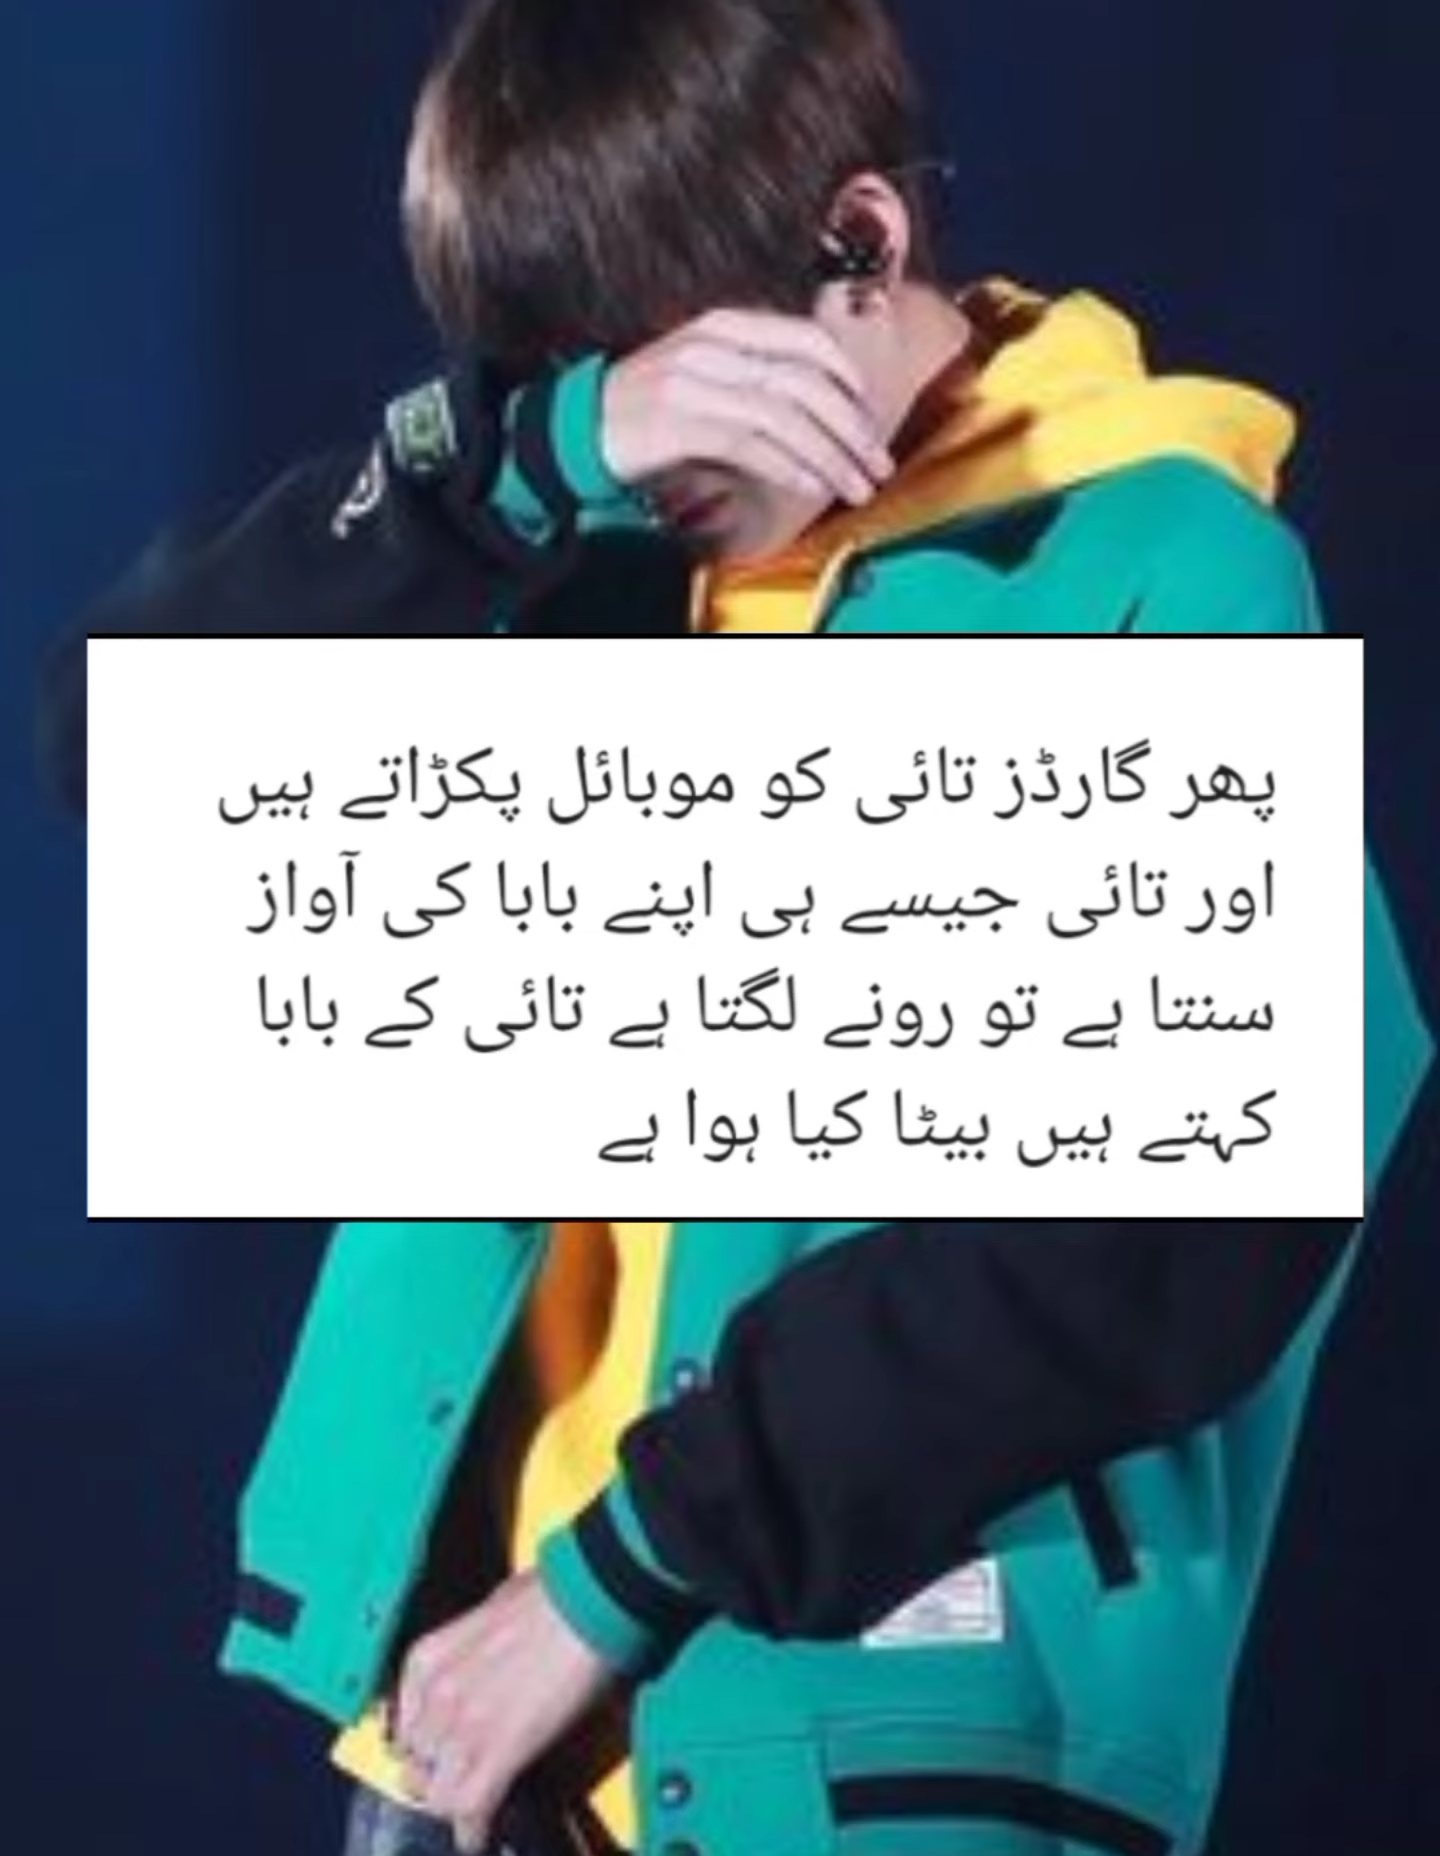 پھر گارڈز تائی کو موبائل پکڑاتے ہیں
اور تائی جیسے ہی اپنے بابا کی آواز
سنتا ہے تو رونے لگتا ہے تائی کے بابا
کہتے ہیں بیٹا کیا ہوا ہے